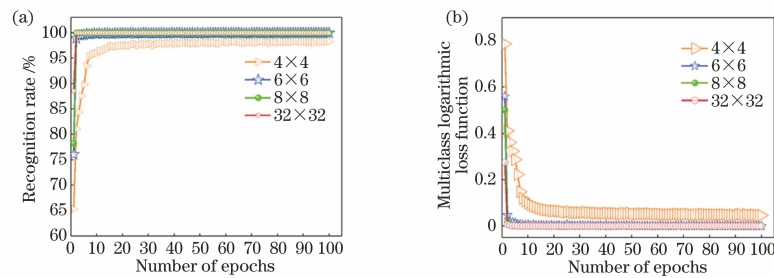 (a)
Recognition rate /%
100
95
90
85
80
75
70
65
60
4×4
6×6
8×8
32×32
0 10 20 30 40 50 60 70 80 90 100
Number of epochs
(b)
Multiclass logarithmic
loss function
0.8
0.6
0.4
0.2
0
4×4
6×6
8×8
32×32
0 10 20 30 40 50 60 70 80 90 100
Number of epochs